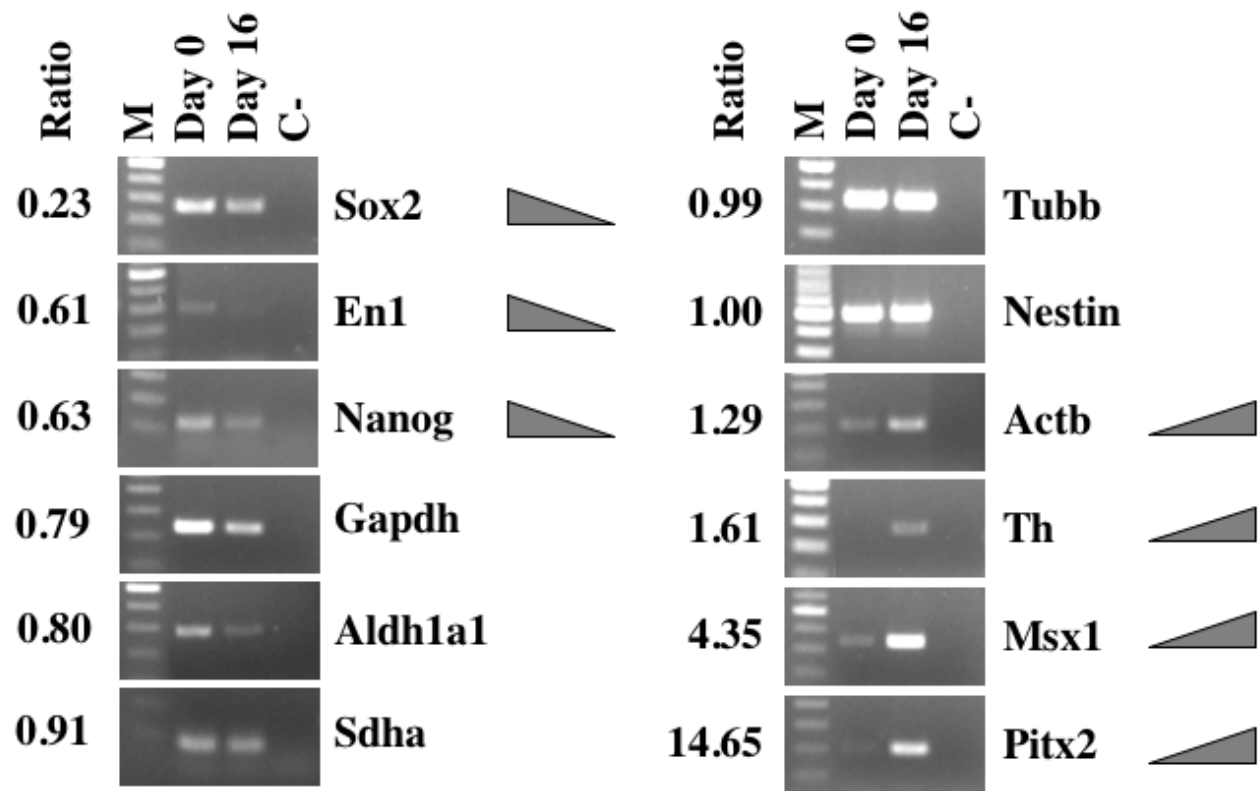 Ratio M Day 0 Day 16 C-
0.23 Sox2
0.61 En1
0.63 Nanog
0.79 Gapdh
0.80 Aldh1a1
0.91 Sdha
Ratio M Day 0 Day 16 C-
0.99 Tubb
1.00 Nestin
1.29 Actb
1.61 Th
4.35 Msx1
14.65 Pitx2